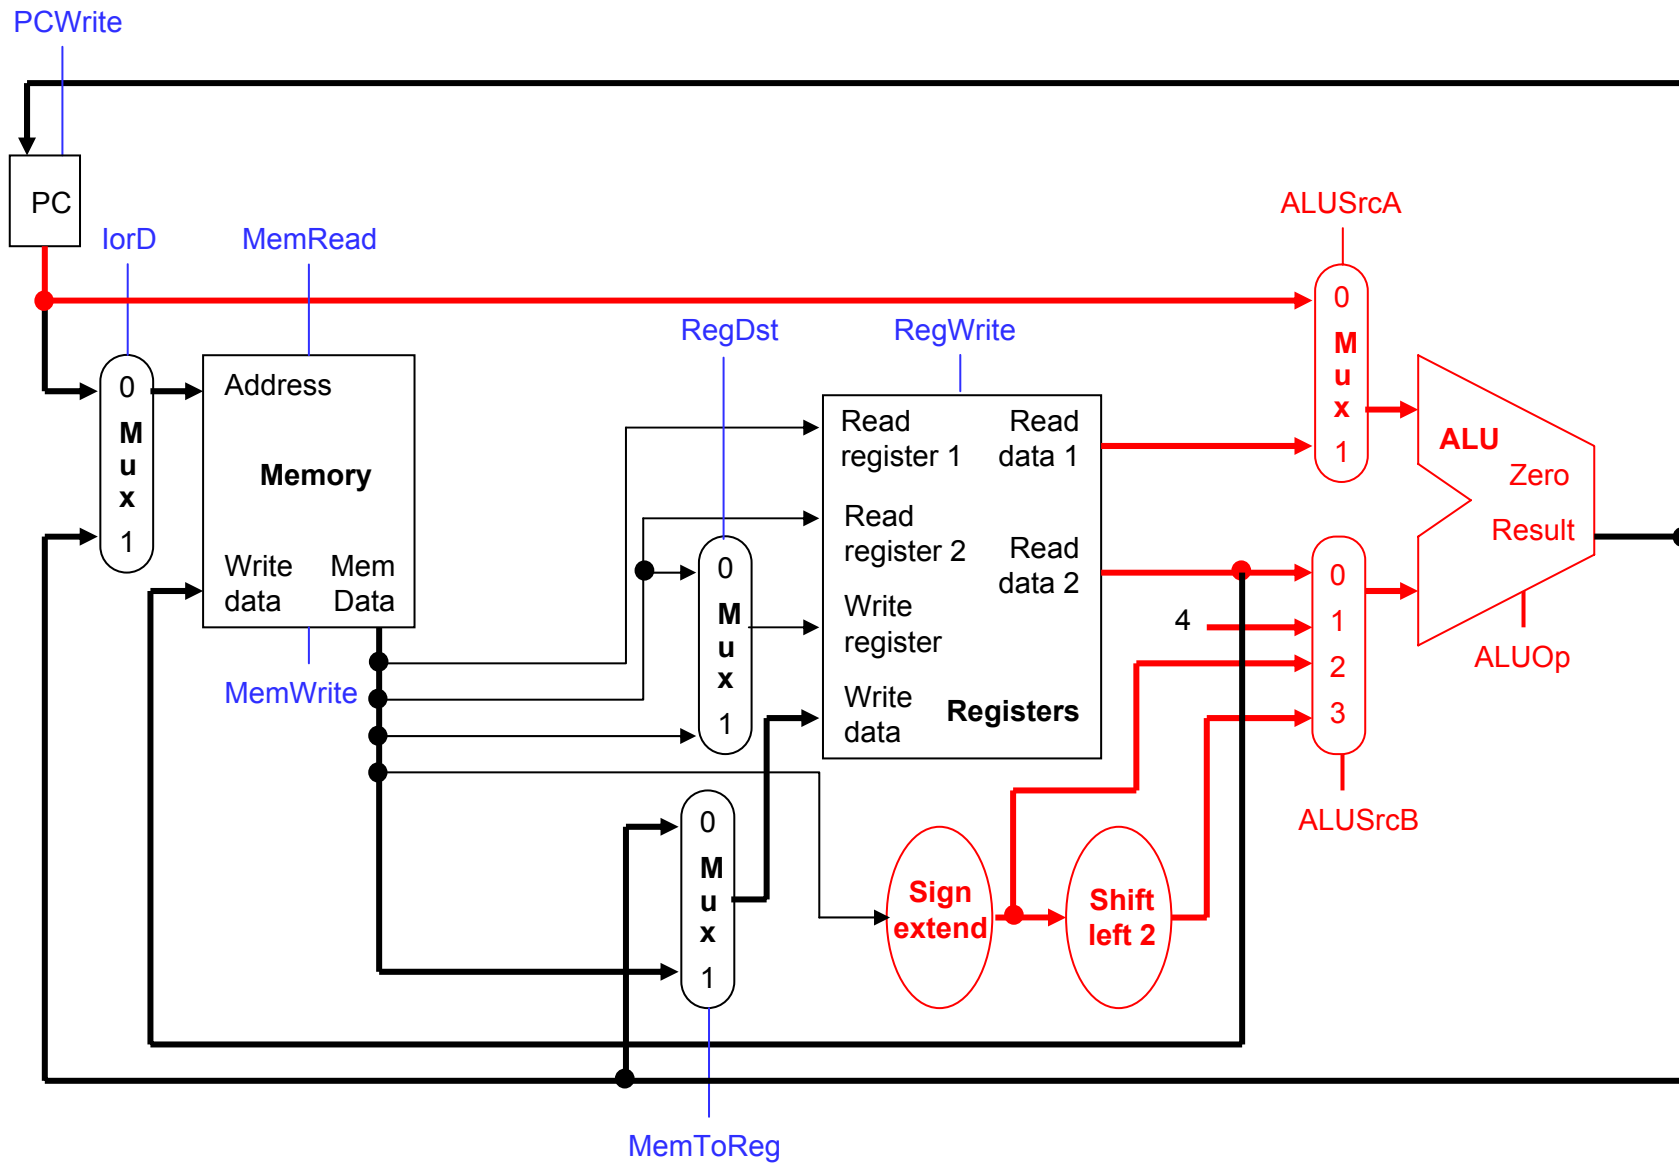 PCWrite
PC
IorD
MemRead
ALUSrcA
RegDst
RegWrite
0
M
u
x
1
Address
Memory
Write
data
Mem
Data
MemWrite
0
M
u
x
1
Read
register 1
Read
data 1
Read
register 2
Read
data 2
Write
register
Write
data
Registers
0
M
u
x
1
ALU
Zero
Result
ALUOp
4
0
1
2
3
ALUSrcB
0
M
u
x
1
MemToReg
Sign
extend
Shift
left 2